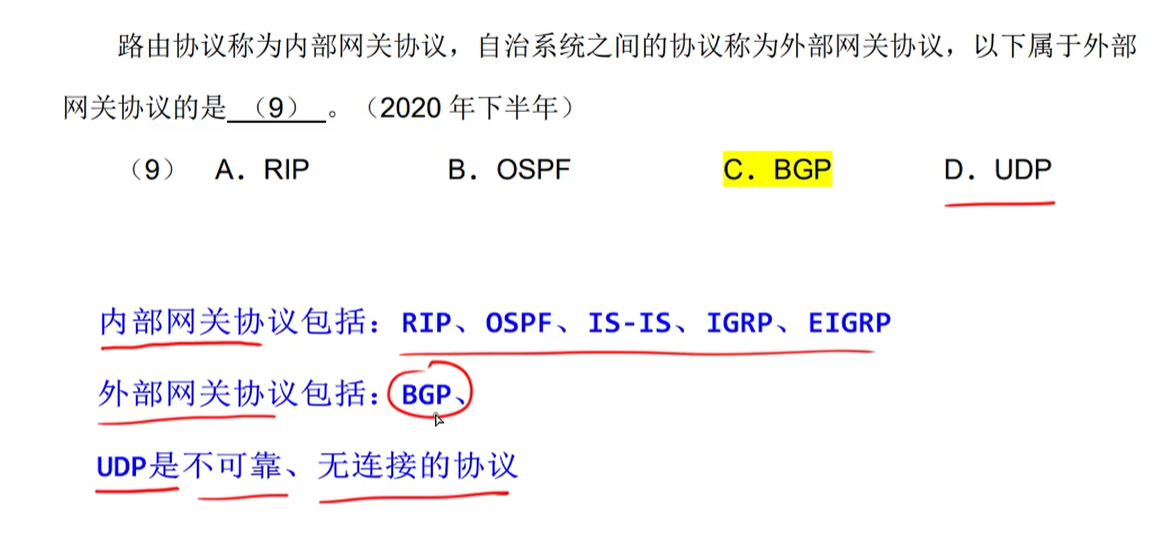 路由协议称为内部网关协议，自治系统之间的协议称为外部网关协议，以下属于外部
网关协议的是 （9） 。（2020 年下半年）
（9） A．RIP B．OSPF C．BGP D．UDP
内部网关协议包括：RIP、OSPF、IS-IS、IGRP、EIGRP
外部网关协议包括：BGP、
UDP是不可靠、无连接的协议